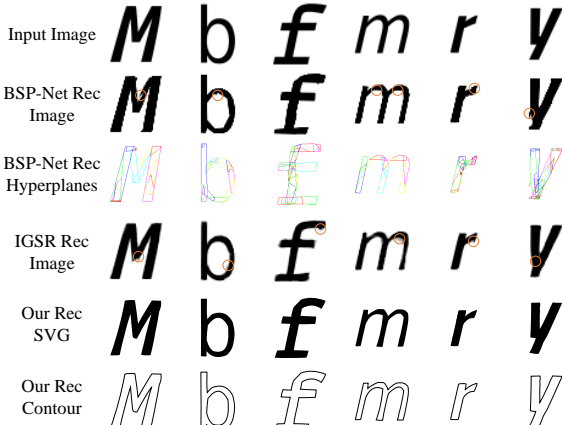 Input Image M b f m r y
BSP-Net Rec M b f m r y
Image
BSP-Net Rec M b f m r y
Hyperplanes
IGSR Rec M b f m r y
Image
Our Rec M b f m r y
SVG
Our Rec M b f m r y
Contour